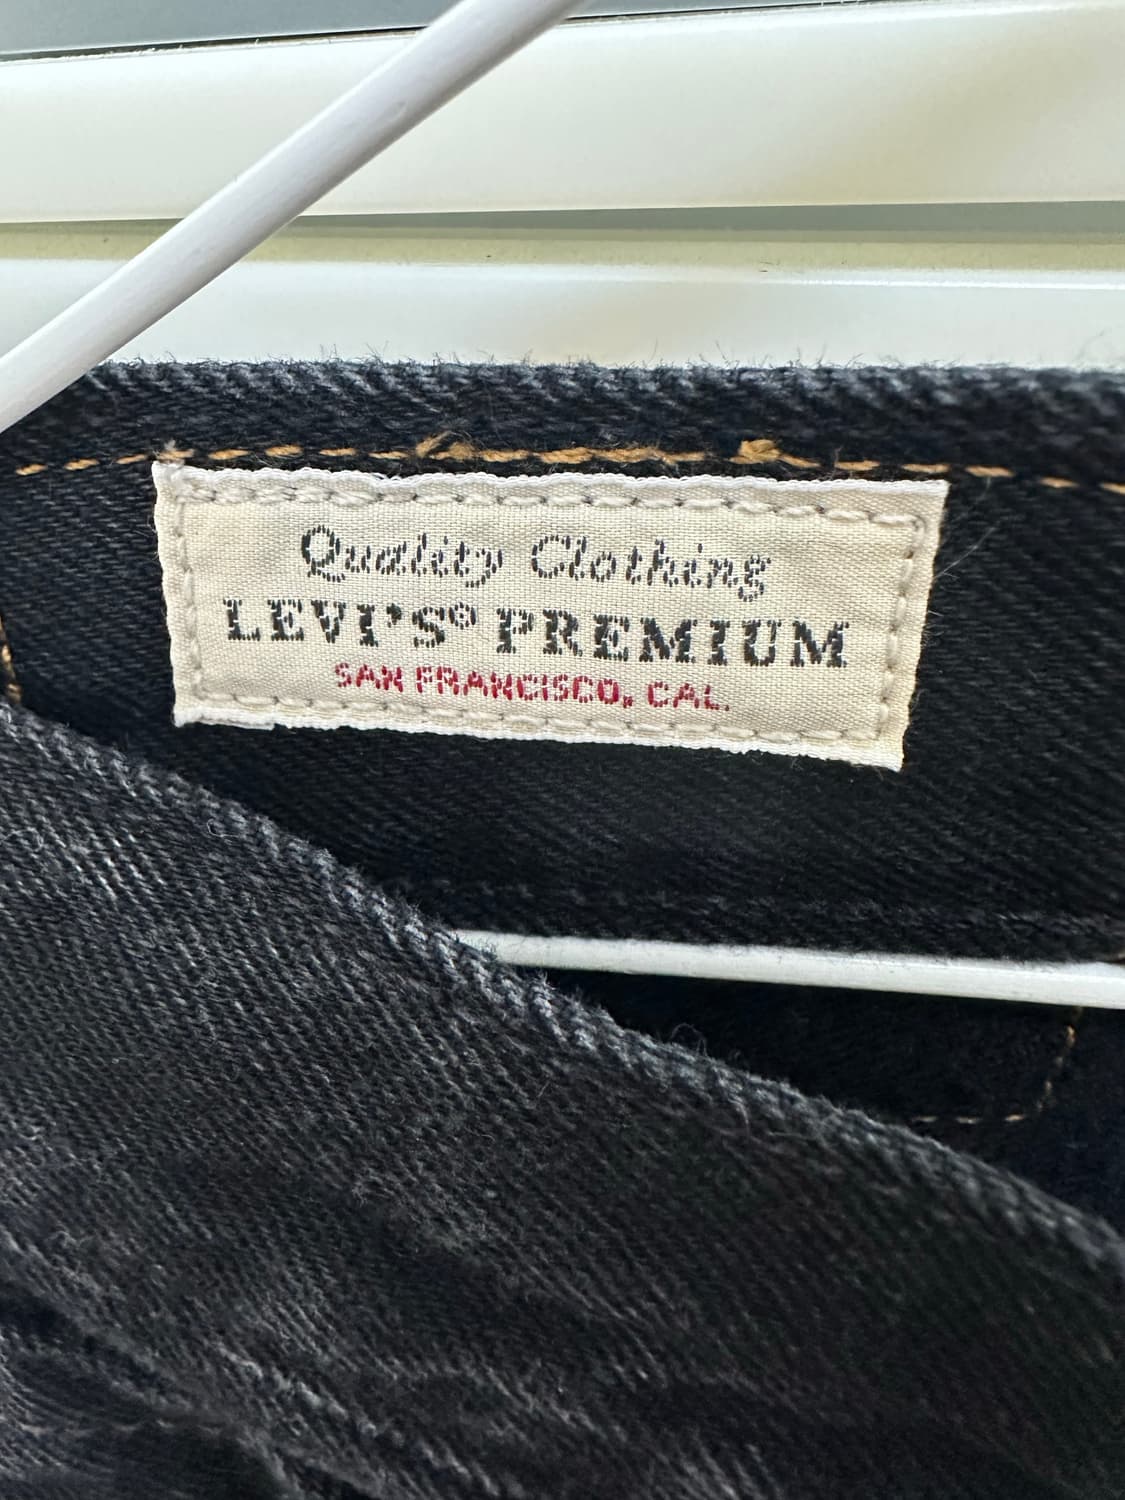 Quality Clothing
LEVI'S® PREMIUM
SAN FRANCISCO, CAL.